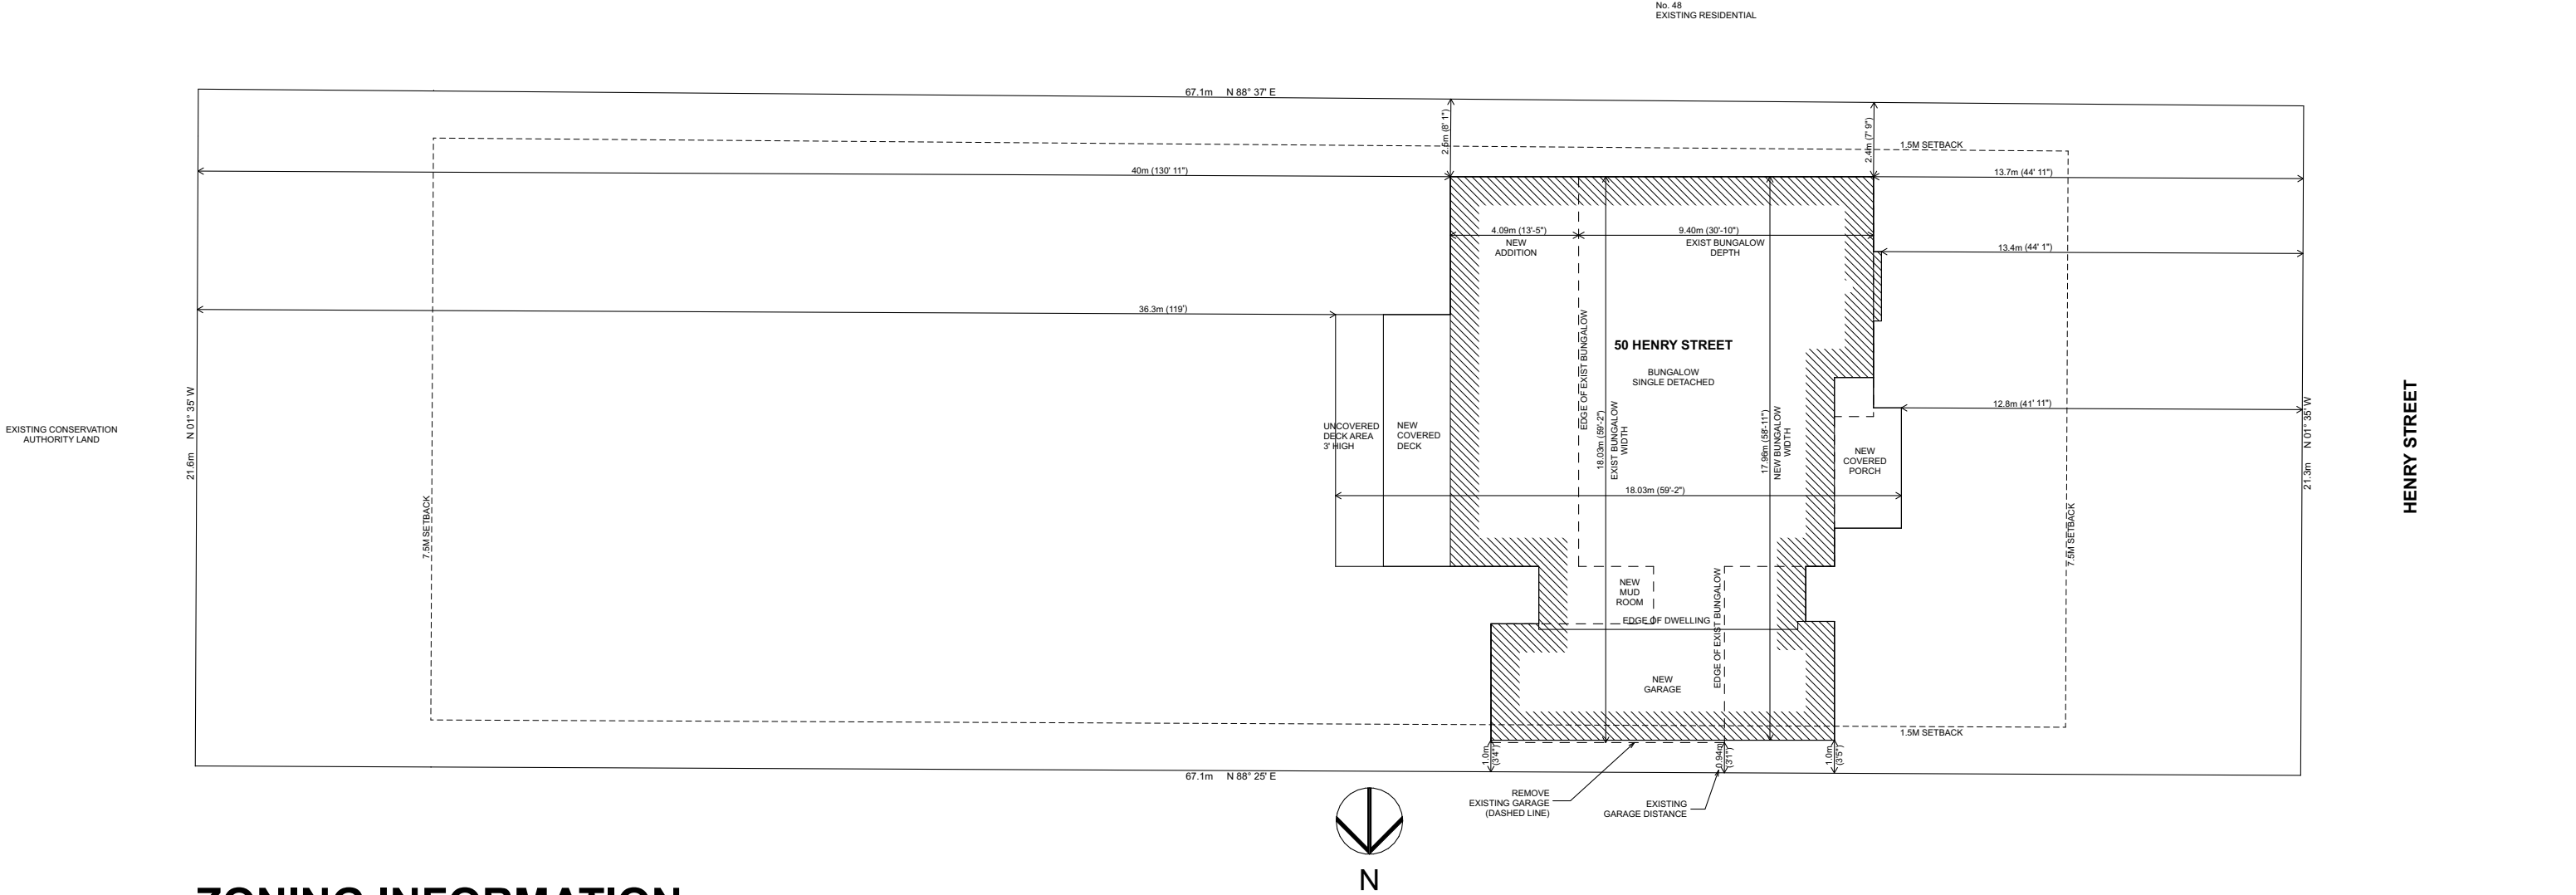 No. 48
EXISTING RESIDENTIAL
67.1m N 88° 37' E
2.5m (8' 1")
2.4m (7' 9")
1.5M SETBACK
40m (130' 11")
13.7m (44' 11")
4.09m (13'-5")
NEW
ADDITION
9.40m (30'-10")
EXIST BUNGALOW
DEPTH
13.4m (44' 1")
36.3m (119')
EDGE OF EXIST BUNGALOW
50 HENRY STREET
BUNGALOW
SINGLE DETACHED
12.8m (41' 11")
EXISTING CONSERVATION
AUTHORITY LAND
21.6m N 01° 35' W
7.5M SETBACK
UNCOVERED
DECK AREA
3' HIGH
NEW
COVERED
DECK
18.03m (59'-2")
EXIST BUNGALOW
WIDTH
17.96m (58'-11")
NEW BUNGALOW
WIDTH
NEW
COVERED
PORCH
18.03m (59'-2")
7.5M SETBACK
21.3m N 01° 35' W
HENRY STREET
NEW
MUD
ROOM
EDGE OF EXIST BUNGALOW
EDGE OF DWELLING
NEW
GARAGE
1.5M SETBACK
1.0m
(3'4")
0.94m
(3'1")
1.0m
(3'5")
67.1m N 88° 25' E
REMOVE
EXISTING GARAGE
(DASHED LINE)
EXISTING
GARAGE DISTANCE
N
ZONING INFORMATION